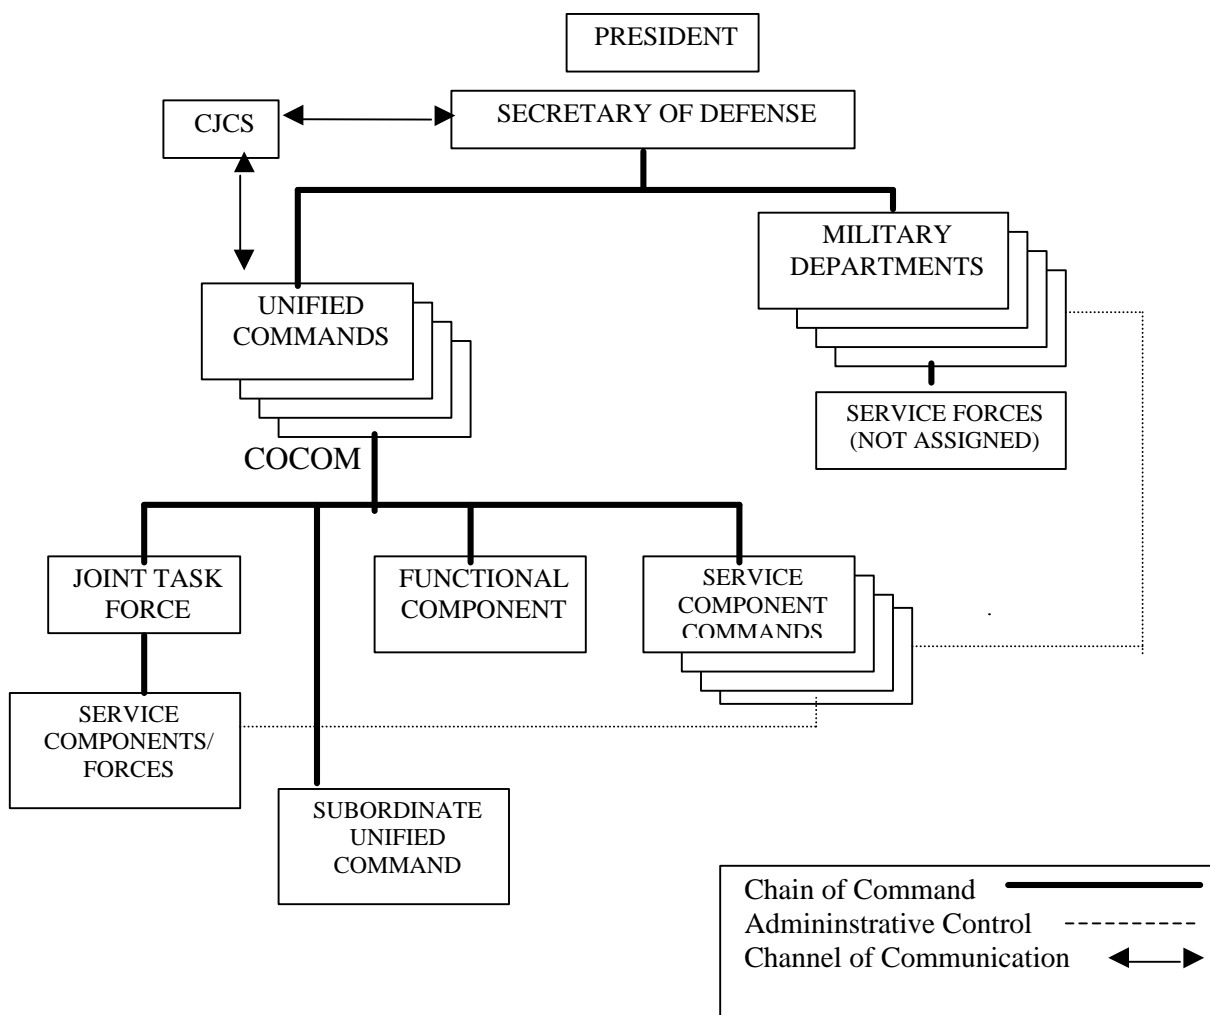 PRESIDENT
SECRETARY OF DEFENSE
CJCS
MILITARY
DEPARTMENTS
UNIFIED
COMMANDS
SERVICE FORCES
(NOT ASSIGNED)
COCOM
JOINT TASK
FORCE
FUNCTIONAL
COMPONENT
SERVICE
COMPONENT
COMMANDS
SERVICE
COMPONENTS/
FORCES
SUBORDINATE
UNIFIED
COMMAND
Chain of Command
Admininstrative Control
Channel of Communication